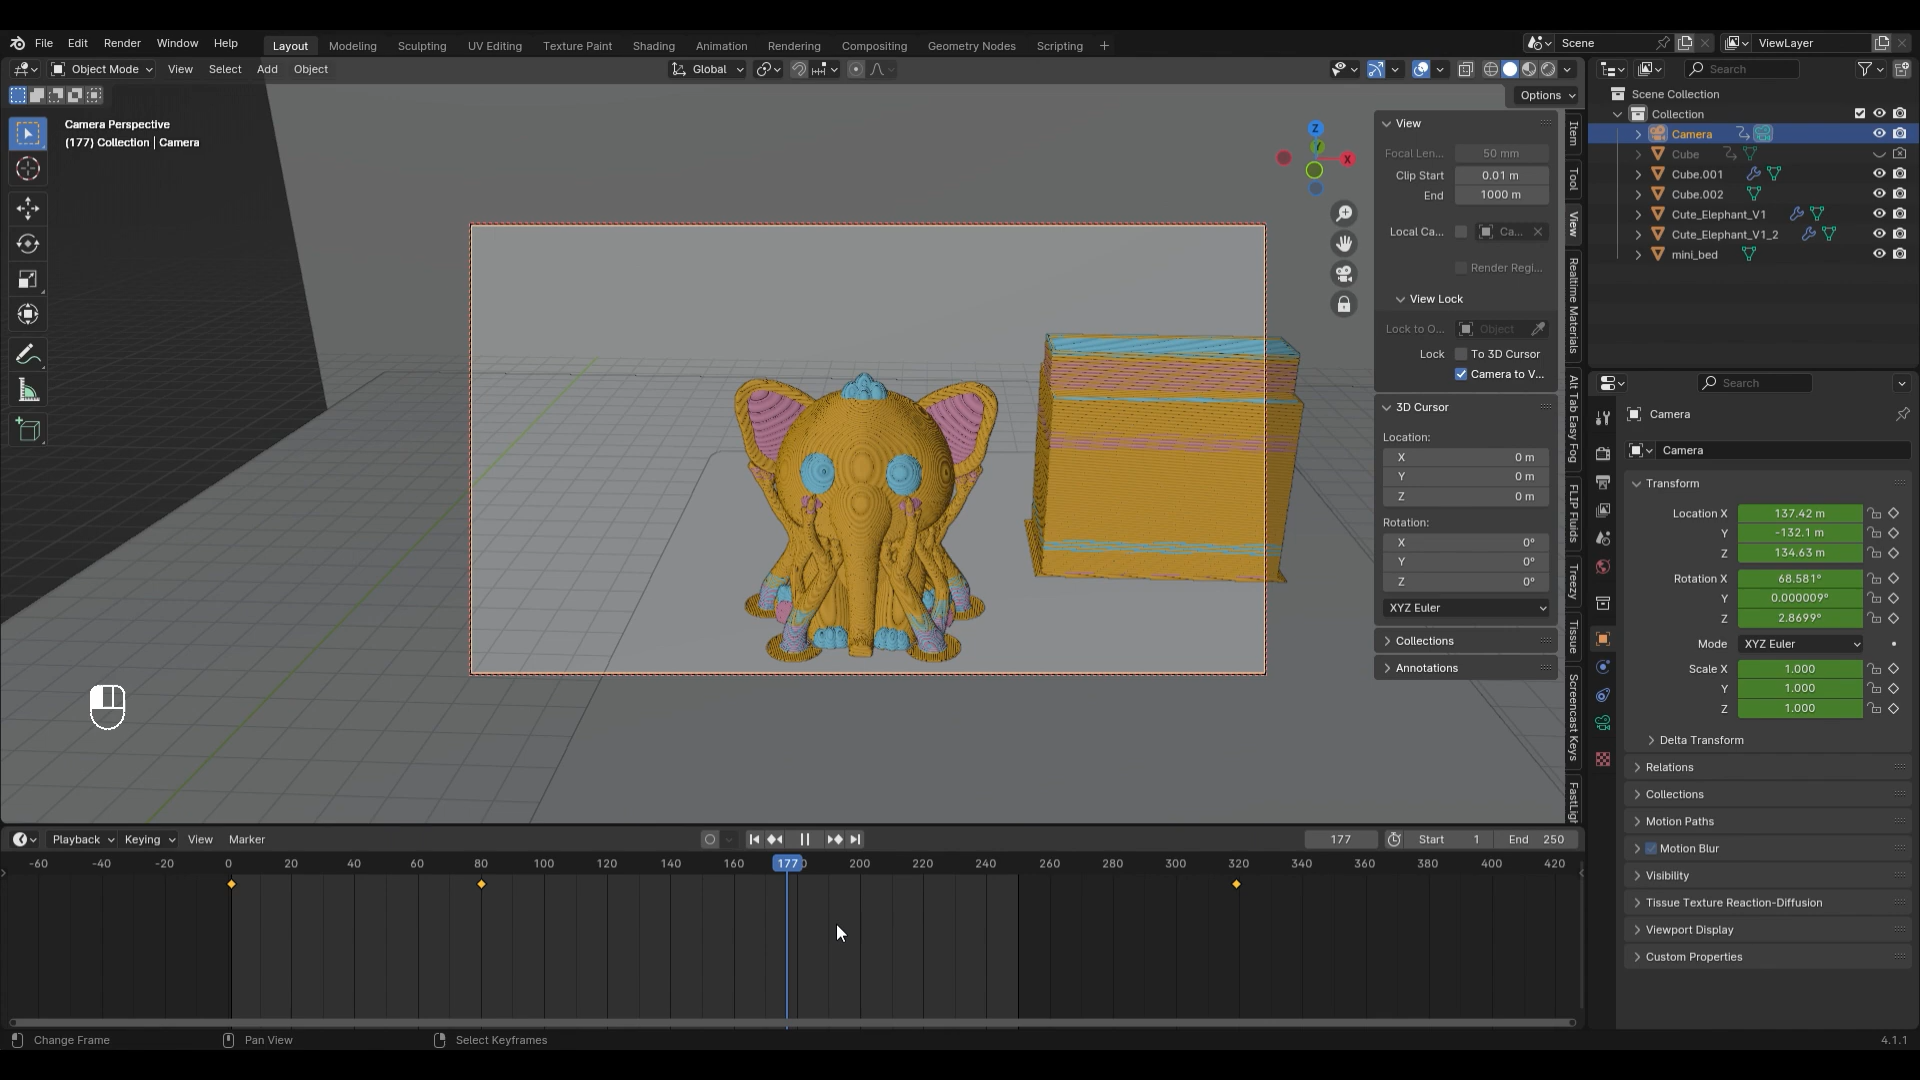 File Edit Render Window Help Layout Modeling Sculpting UV Editing Texture Paint Shading Animation Rendering Compositing Geometry Nodes Scripting + Scene ViewLayer
Object Mode View Select Add Object Global Search
Options
Camera Perspective
(177) Collection | Camera
Z
Y
X
View
Focal Len... 50 mm
Clip Start 0.01 m
End 1000 m
Local Ca... Ca...
Render Regi...
View Lock
Lock to O... Object
Lock To 3D Cursor
Camera to V...
3D Cursor
Location:
X 0 m
Y 0 m
Z 0 m
Rotation:
X 0°
Y 0°
Z 0°
XYZ Euler
Collections
Annotations
Item
Tool
View
Realtime Materials
Alt Tab Easy Fog
FLIP Fluids
Treezy
Tissue
Screencast Keys
FastLigh
Scene Collection
Collection
Camera
Cube
Cube.001
Cube.002
Cute_Elephant_V1
Cute_Elephant_V1_2
mini_bed
Search
Camera
Camera
Transform
Location X 137.42 m
Y -132.1 m
Z 134.63 m
Rotation X 68.581°
Y 0.000009°
Z 2.8699°
Mode XYZ Euler
Scale X 1.000
Y 1.000
Z 1.000
Delta Transform
Relations
Collections
Motion Paths
Motion Blur
Visibility
Tissue Texture Reaction-Diffusion
Viewport Display
Custom Properties
Playback Keying View Marker 177 Start 1 End 250
-60 -40 -20 0 20 40 60 80 100 120 140 160 177 200 220 240 260 280 300 320 340 360 380 400 420
Change Frame Pan View Select Keyframes 4.1.1